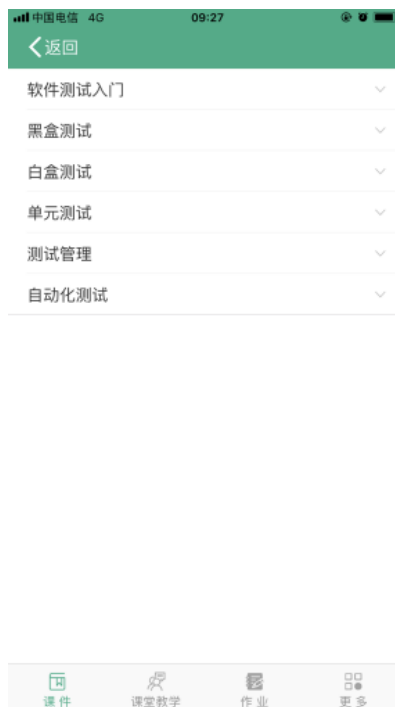 中国电信 4G 09:27
返回
软件测试入门
黑盒测试
白盒测试
单元测试
测试管理
自动化测试
课件 课堂教学 作业 更多